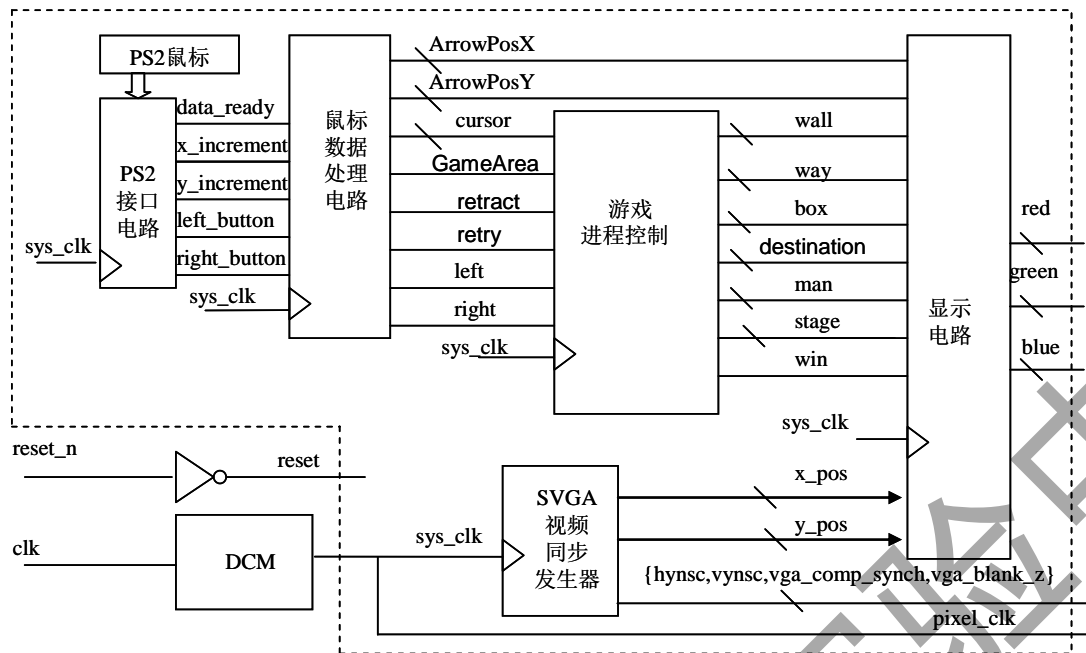 PS2鼠标
data_ready
x_increment
y_increment
left_button
right_button
PS2
接口
电路
sys_clk
鼠标
数据
处理
电路
sys_clk
ArrowPosX
ArrowPosY
cursor
GameArea
retract
retry
left
right
sys_clk
游戏
进程控制
wall
way
box
destination
man
stage
win
sys_clk
显示
电路
red
green
blue
reset_n
reset
clk
DCM
sys_clk
SVGA
视频
同步
发生器
x_pos
y_pos
{hynsc,vynsc,vga_comp_synch,vga_blank_z}
pixel_clk
验